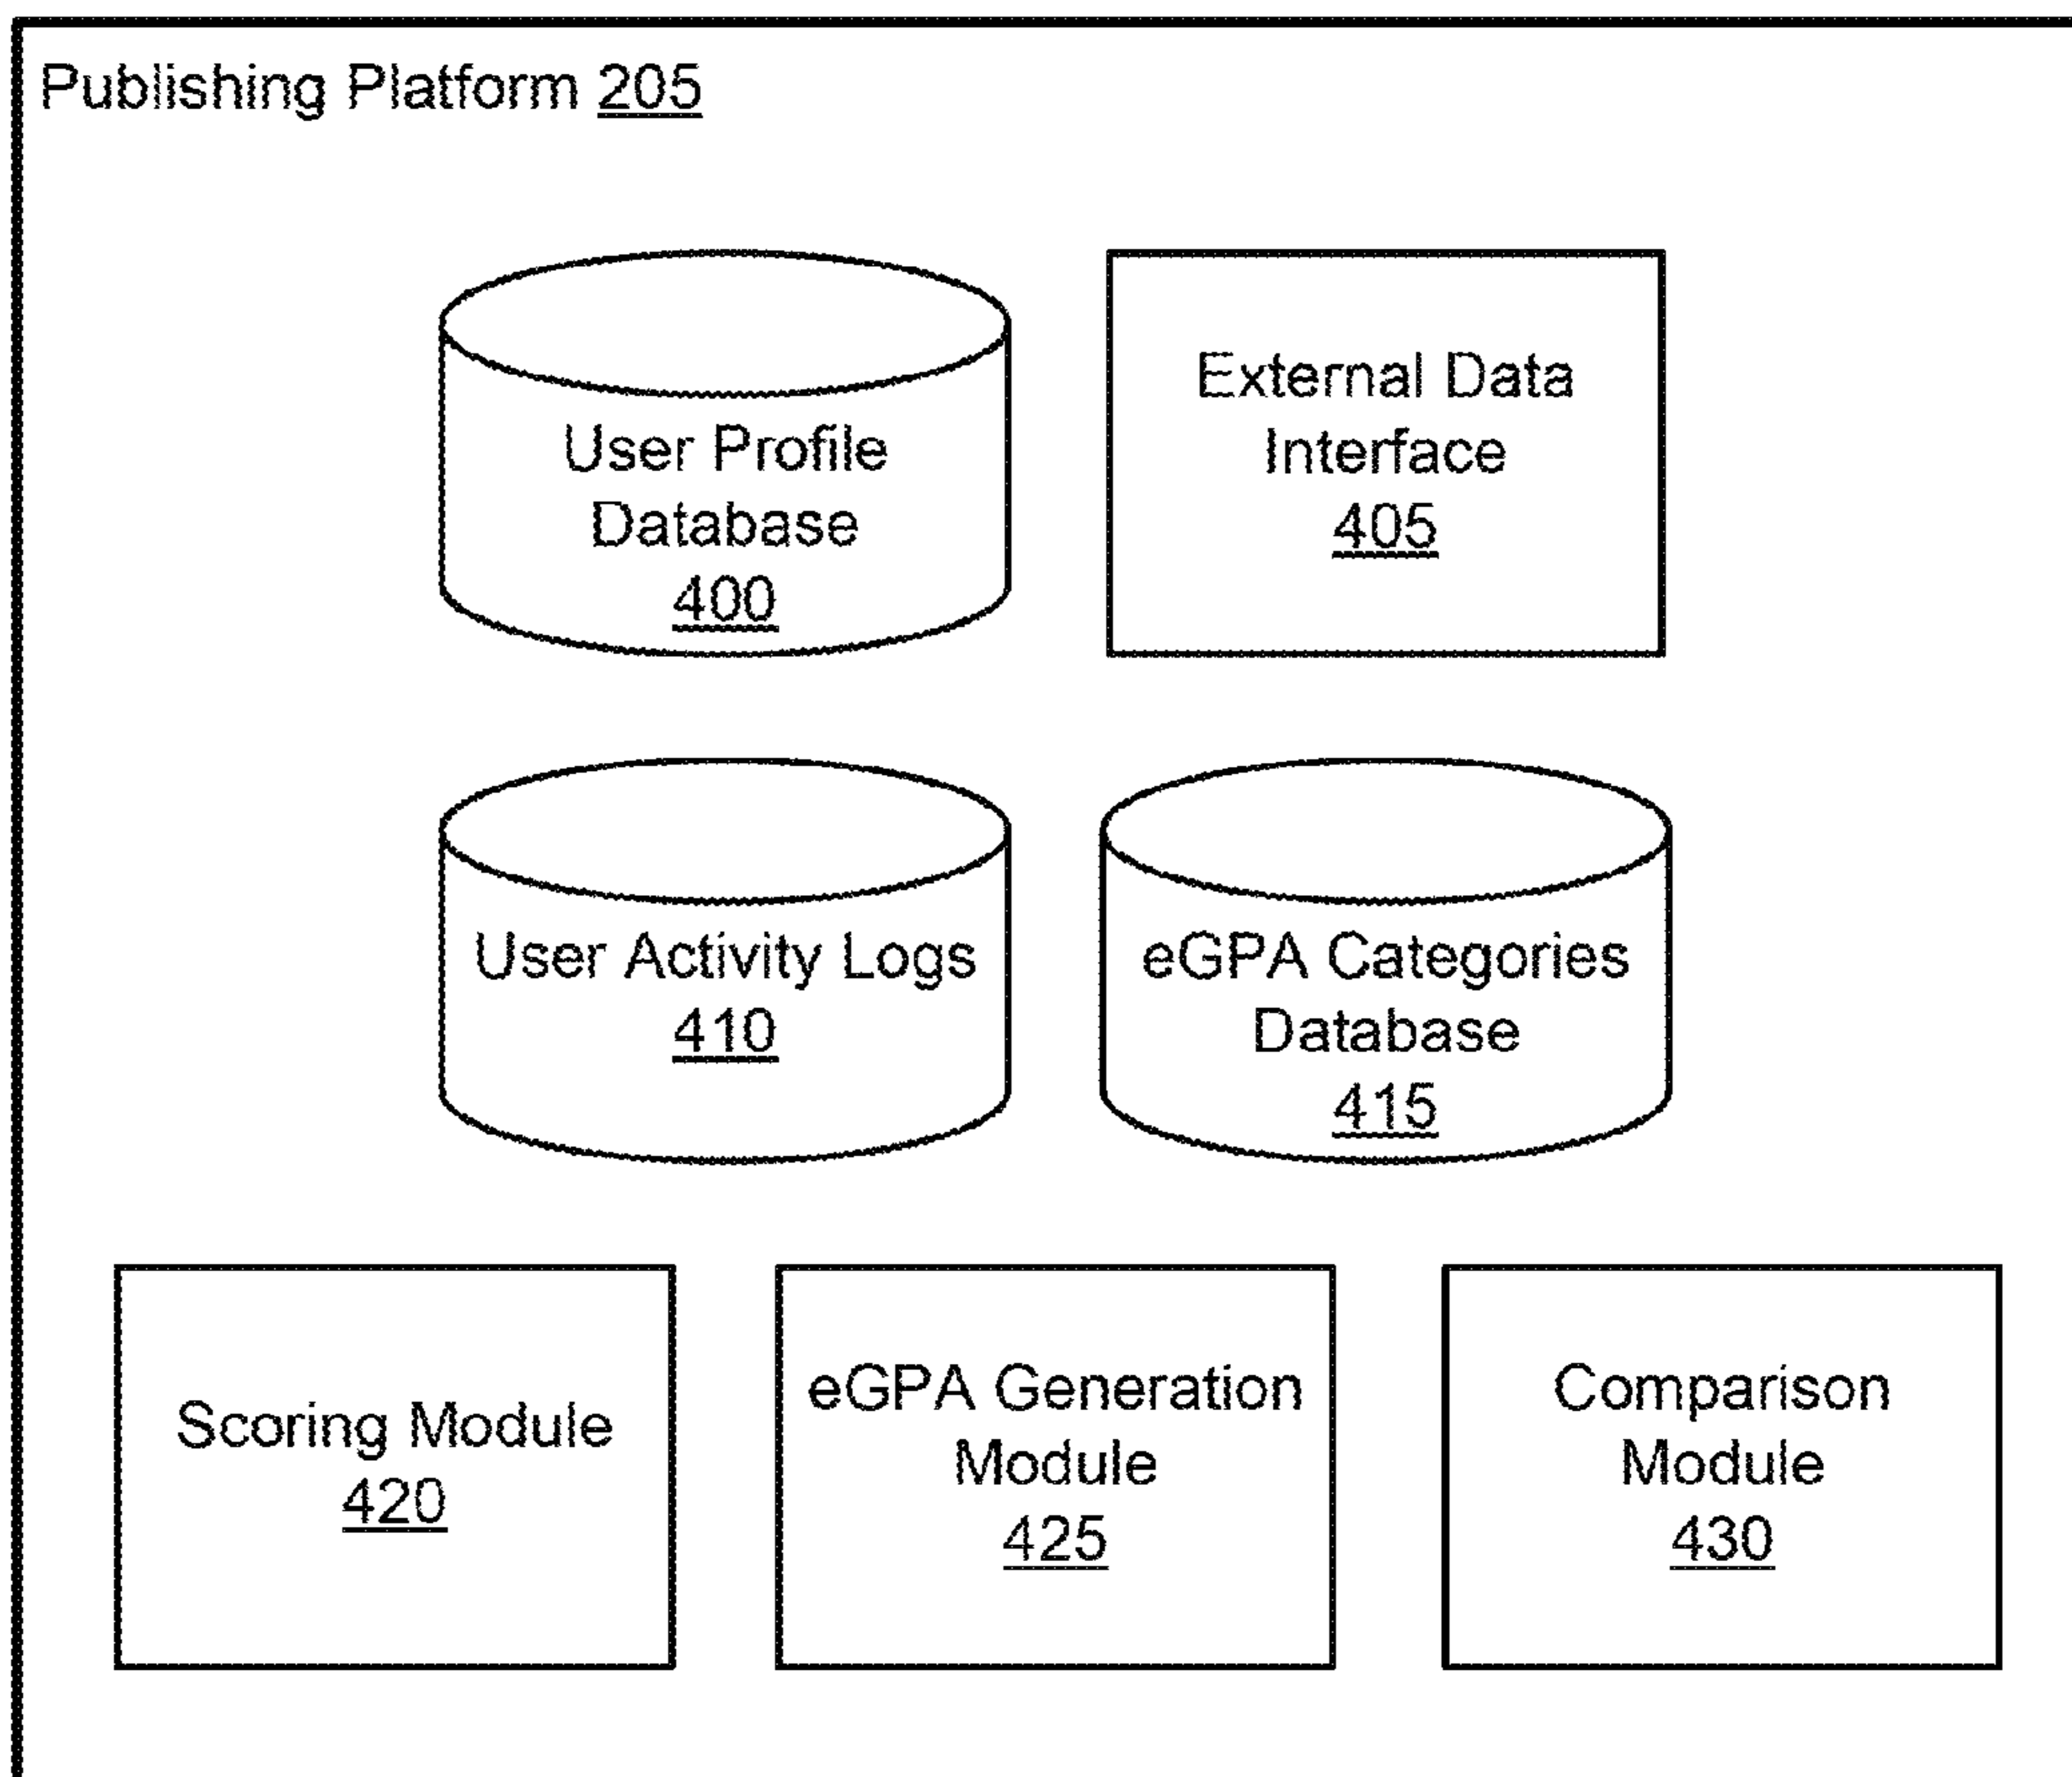 Publishing Platform 205
User Profile
Database
400
External Data
Interface
405
User Activity Logs
410
eGPA Categories
Database
415
Scoring Module
420
eGPA Generation
Module
425
Comparison
Module
430